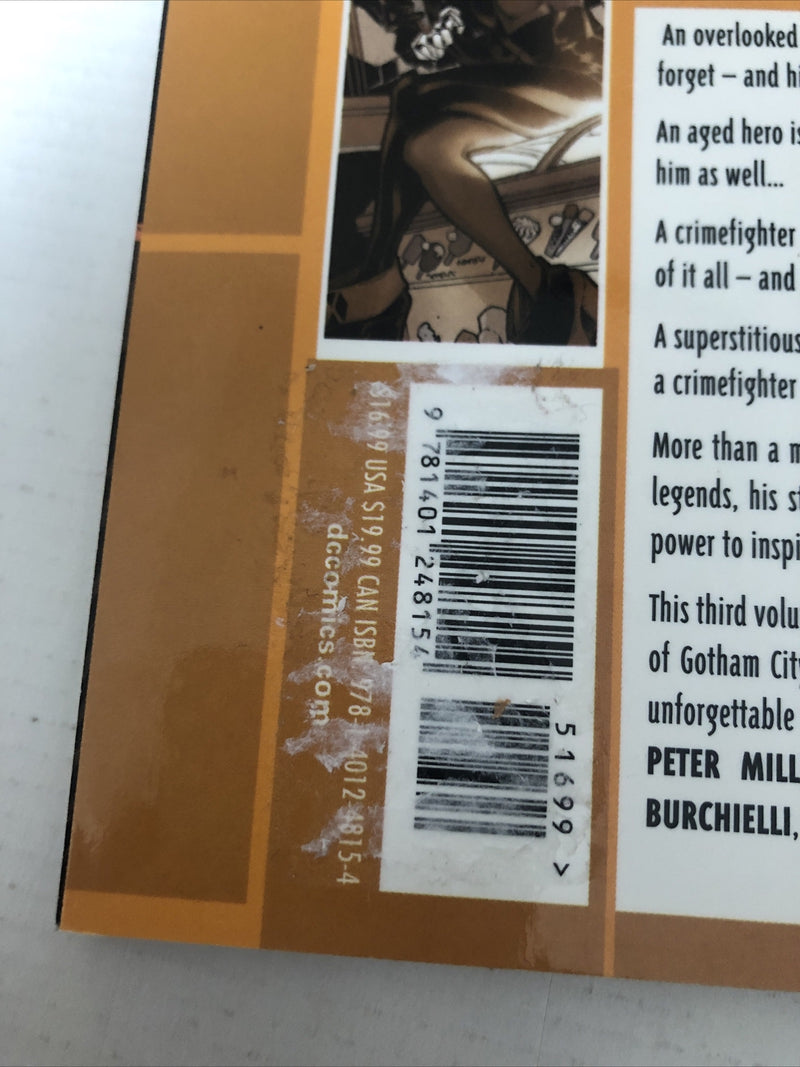 An overlooked
forget – and hi
An aged hero is
him as well...
A crimefighter
of it all – and
A superstitious
a crimefighter
More than a m
legends, his st
power to inspi
This third volu
of Gotham City
unforgettable
PETER MILL
BURCHIELLI,
9 781401 248154
51699 >
$16.99 USA $19.99 CAN ISBN 978-1-4012-4815-4
dccomics.com